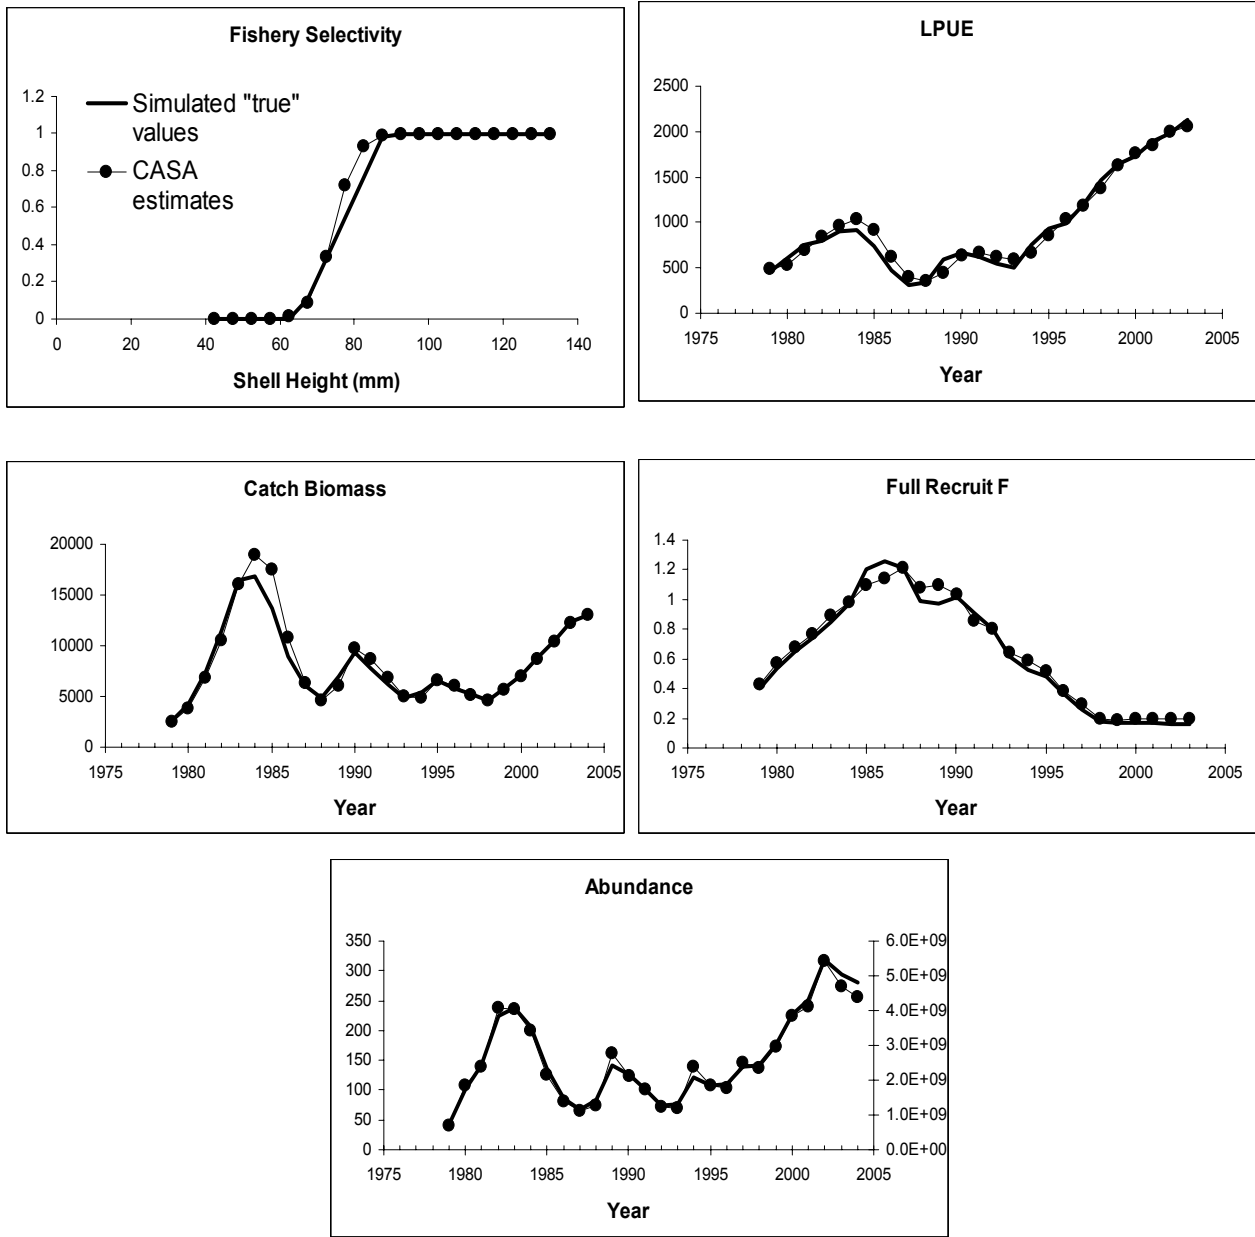 Fishery Selectivity
1.2
1
0.8
0.6
0.4
0.2
0
Simulated "true"
values
CASA
estimates
0 20 40 60 80 100 120 140
Shell Height (mm)
LPUE
2500
2000
1500
1000
500
0
1975 1980 1985 1990 1995 2000 2005
Year
Catch Biomass
20000
15000
10000
5000
0
1975 1980 1985 1990 1995 2000 2005
Year
Full Recruit F
1.4
1.2
1
0.8
0.6
0.4
0.2
0
1975 1980 1985 1990 1995 2000 2005
Year
Abundance
350
300
250
200
150
100
50
0
6.0E+09
5.0E+09
4.0E+09
3.0E+09
2.0E+09
1.0E+09
0.0E+00
1975 1980 1985 1990 1995 2000 2005
Year